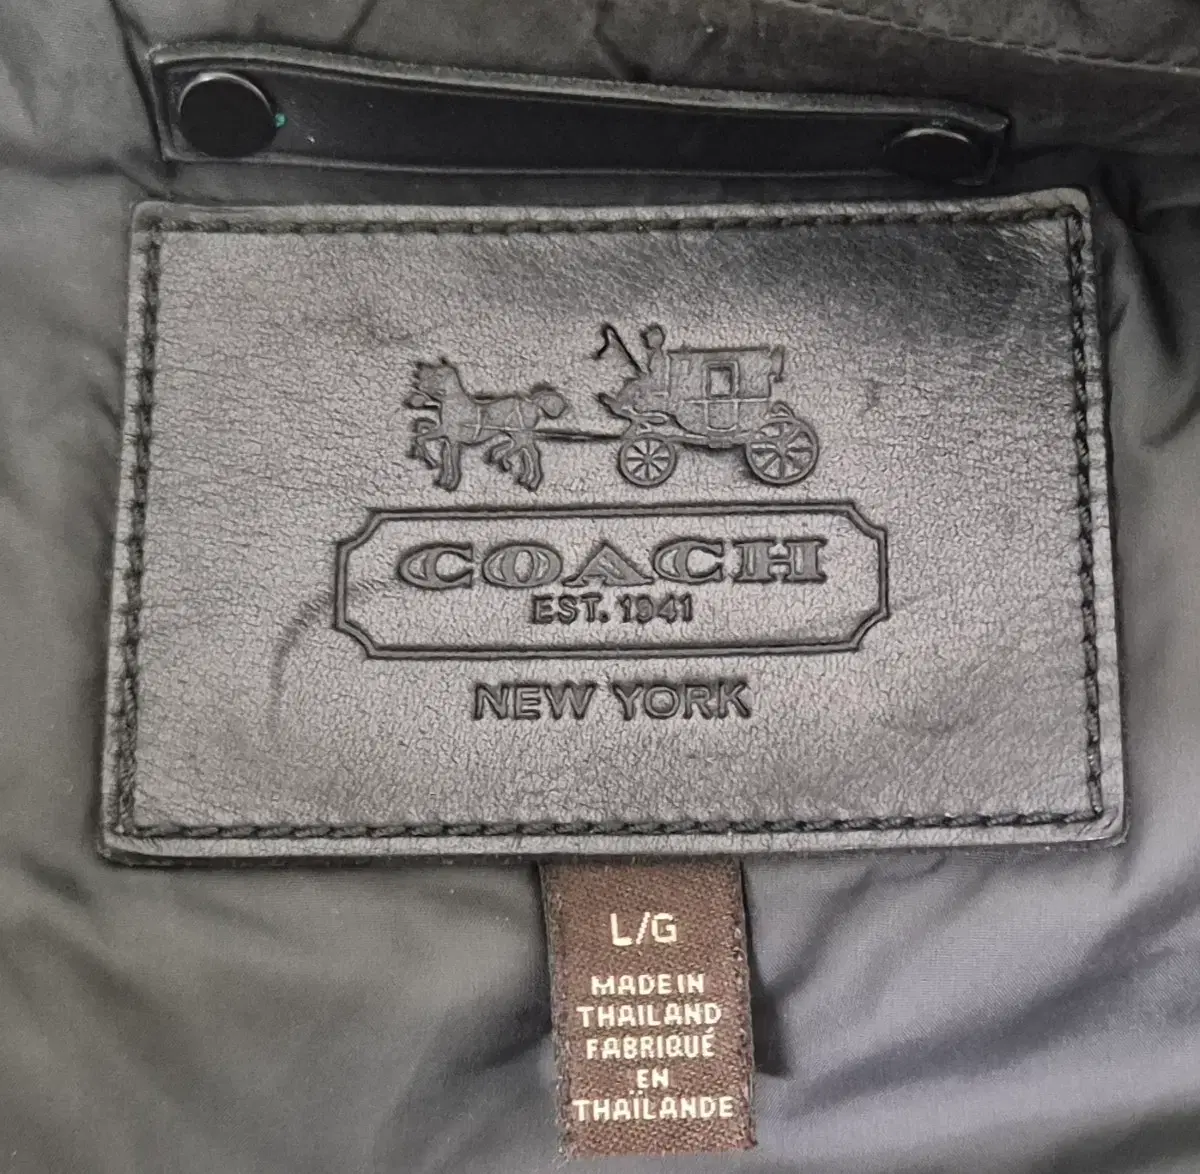 COACH
EST. 1941
NEW YORK
L/G
MADE IN
THAILAND
FABRIQUÉ
EN
THAÏLANDE